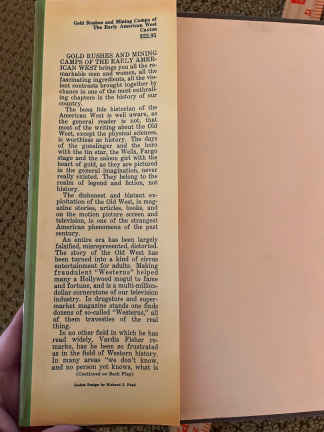 Gold Rushes and Mining Camps of
The Early American West
Caxton
$22.95
GOLD RUSHES AND MINING
CAMPS OF THE EARLY AMER-
ICAN WEST brings you all the re-
markable men and women, all the
fascinating ingredients, all the vio-
lent contrasts brought together by
chance in one of the most enthrall-
ing chapters in the history of our
country.
The bona fide historian of the
American West is well aware, as
the general reader is not, that
most of the writing about the Old
West, except the physical sciences,
is worthless as history. The days
of the gunslinger and the hero
with the tin star, the Wells, Fargo
stage and the saloon girl with the
heart of gold, as they are pictured
in the general imagination, never
really existed. They belong to the
realm of legend and fiction, not
history.
The dishonest and blatant ex-
ploitation of the Old West, in mag-
azine stories, articles, books, and
on the motion picture screen and
television, is one of the strangest
American phenomena of the past
century.
An entire era has been largely
falsified, misrepresented, distorted.
The story of the Old West has
been turned into a kind of circus
entertainment for adults. Making
fraudulent "Westerns" helped
many a Hollywood mogul to fame
and fortune, and is a multi-million-
dollar cornerstone of our television
industry. In drugstores and super-
market magazine stands one finds
dozens of so-called "Westerns," all
of them travesties of the real
thing.
In no other field in which he has
read widely, Vardis Fisher re-
marks, has he been so frustrated
as in the field of Western history.
In many areas "we don't know,
and no person yet knows, what is
(Continued on Back Flap)
Jacket Design by Richard J.